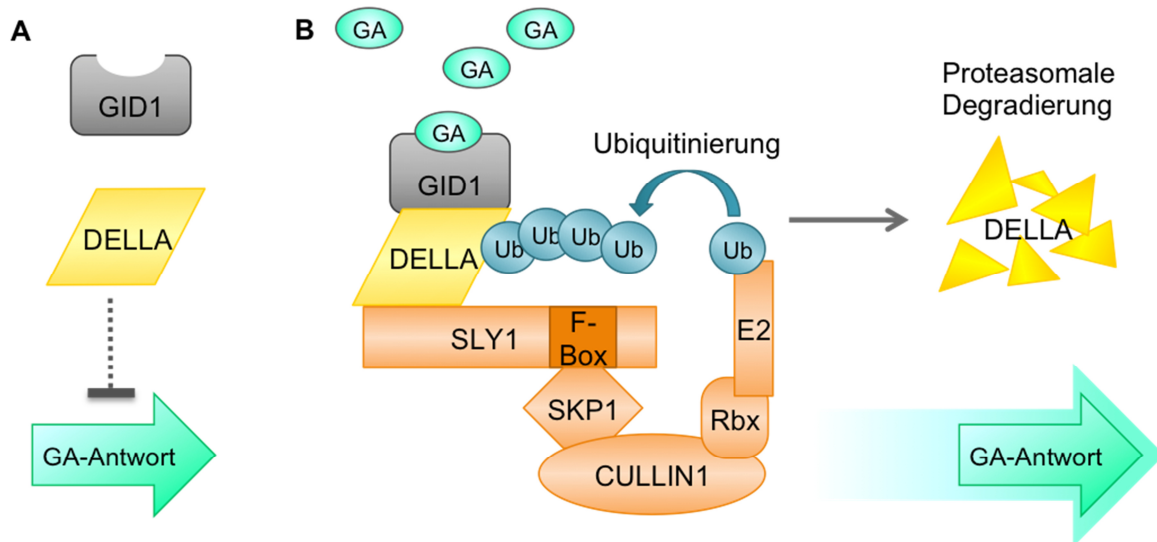 A
GID1
DELLA
GA-Antwort
B
GA
GA
GA
GA
GID1
DELLA
Ub
Ub
Ub
Ub
Ubiquitinierung
Ub
E2
SLY1
F-
Box
SKP1
Rbx
CULLIN1
Proteasomale
Degradierung
DELLA
GA-Antwort